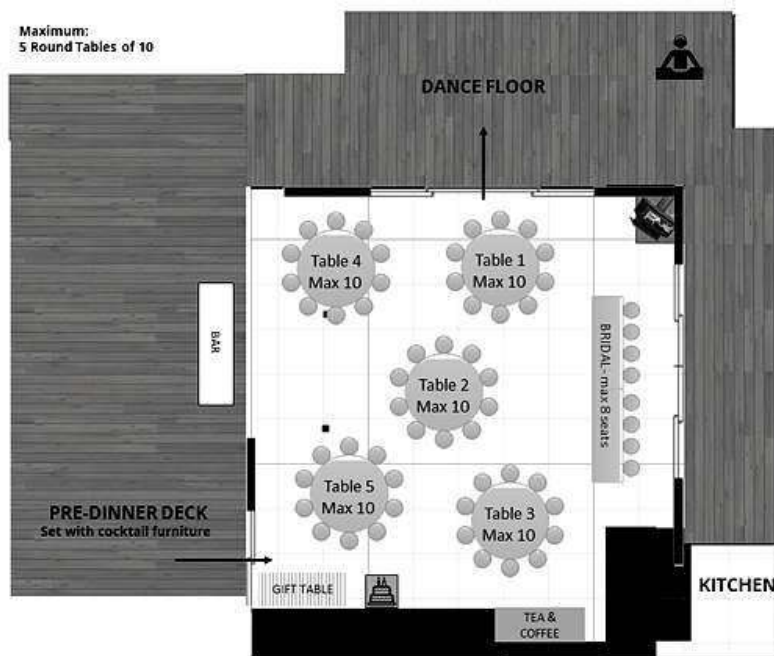 Maximum:
5 Round Tables of 10
DANCE FLOOR
Table 4
Max 10
Table 1
Max 10
BAR
Table 2
Max 10
BRIDAL - max 8 seats
Table 5
Max 10
Table 3
Max 10
PRE-DINNER DECK
Set with cocktail furniture
GIFT TABLE
TEA &
COFFEE
KITCHEN